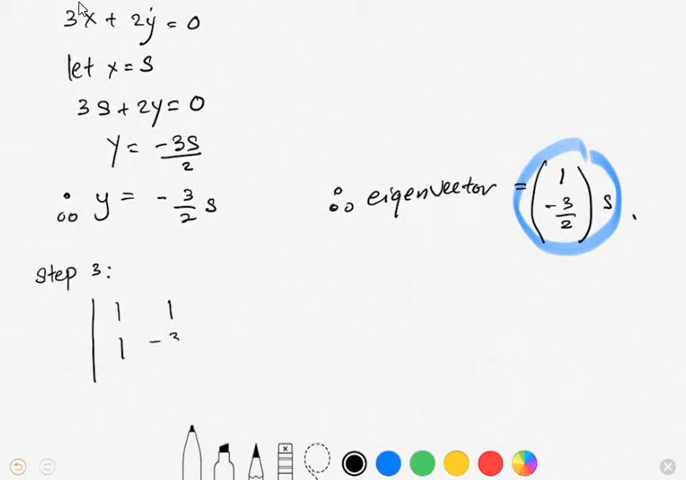 3x + 2y = 0
let x = s
3s + 2y = 0
y = -3s/2
∴ y = -3/2 s
∴ eigenvector = (1 -3/2) s.
step 3:
| 1 1
| 1 -3